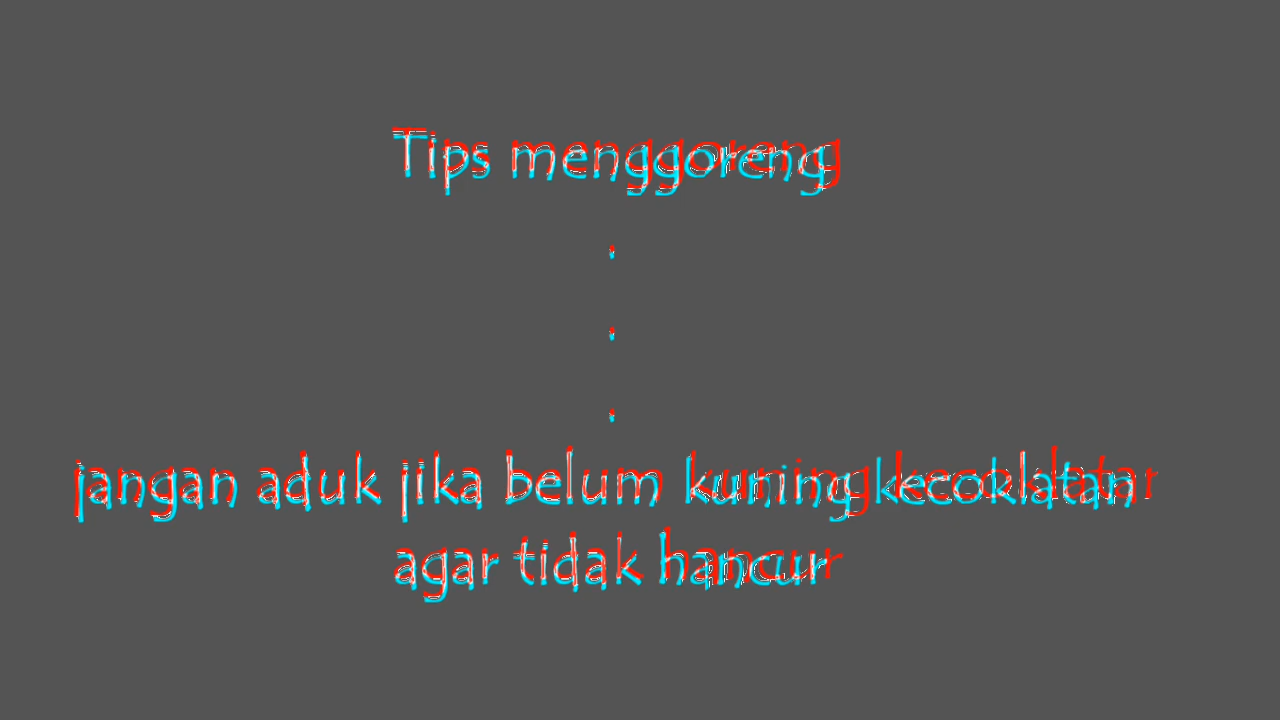 Tips menggoreng
.
.
.
jangan aduk jika belum kuning kecoklatan
agar tidak hancur